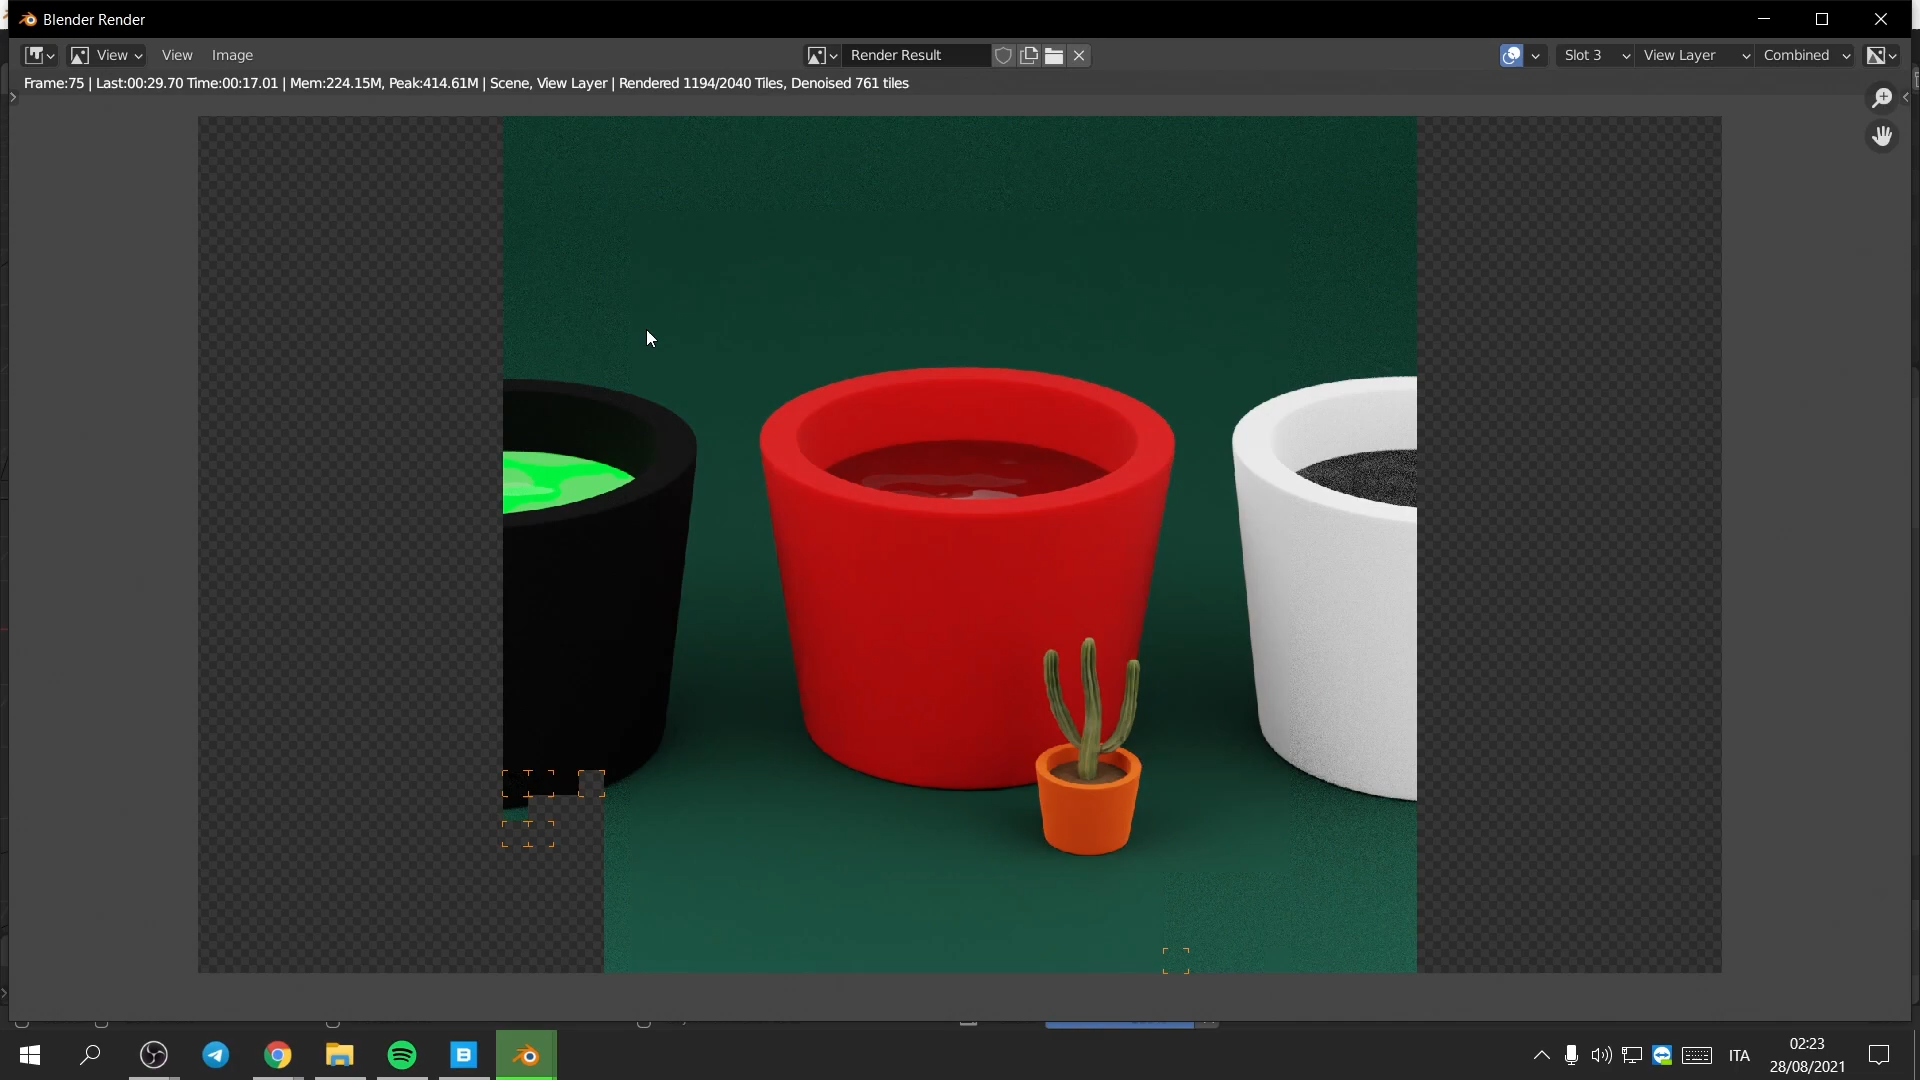 Blender Render
View View Image Render Result Slot 3 View Layer Combined
Frame:75 | Last:00:29.70 Time:00:17.01 | Mem:224.15M, Peak:414.61M | Scene, View Layer | Rendered 1194/2040 Tiles, Denoised 761 tiles
ITA
02:23
28/08/2021